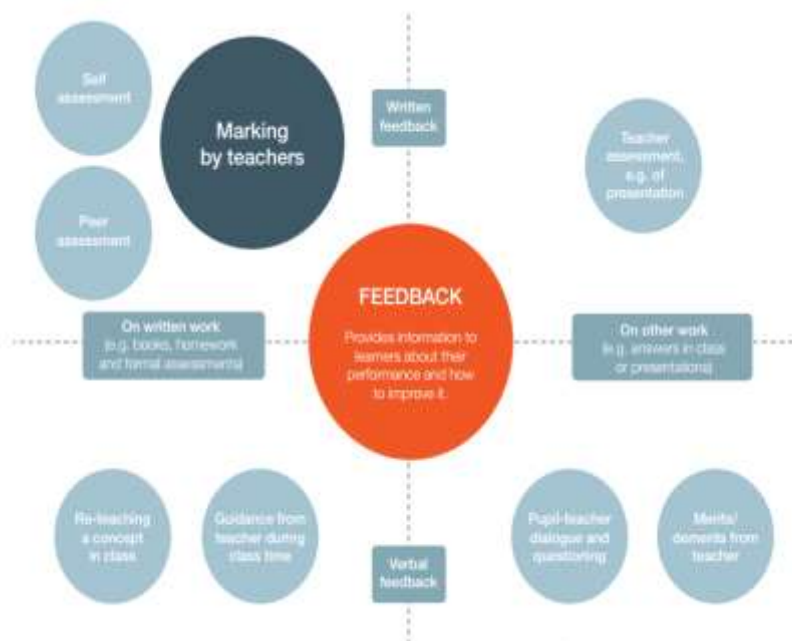 Self
assessment
Marking
by teachers
Written
feedback
Teacher
assessment,
e.g. of
presentation
Peer
assessment
FEEDBACK
Provides information to
learners about their
performance and how
to improve it.
On written work
(e.g. books, homework
and formal assessments)
On other work
(e.g. answers in class
or presentations)
Re-teaching
a concept
in class
Guidance from
teacher during
class time
Verbal
feedback
Pupil-teacher
dialogue and
questioning
Merits/
demerits from
teacher